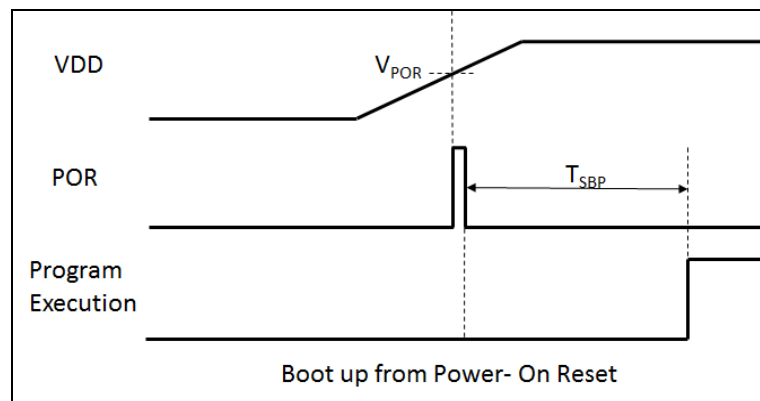 VDD
VPOR
POR
TSBP
Program
Execution
Boot up from Power- On Reset